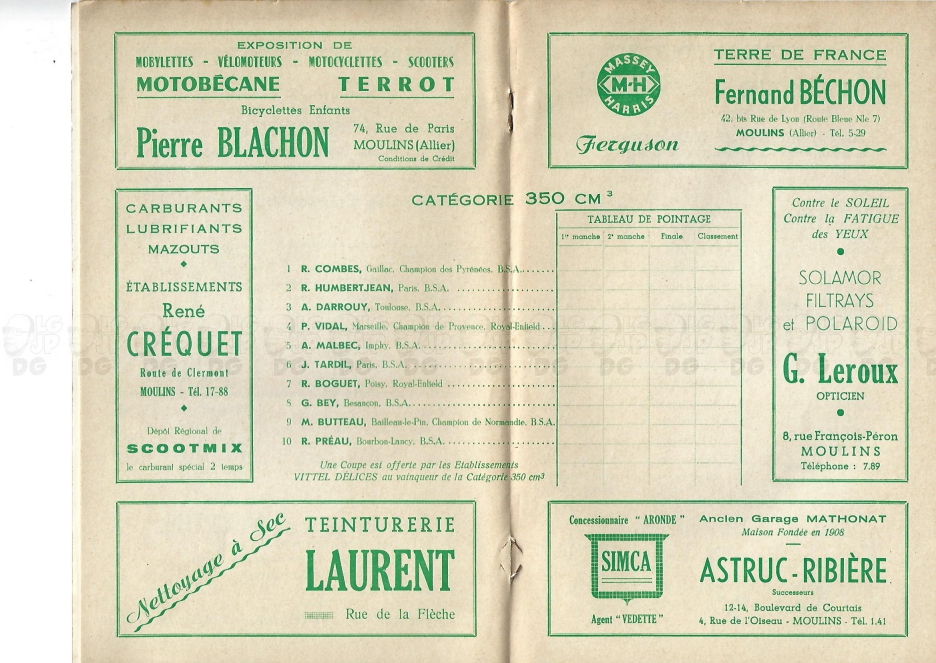 EXPOSITION DE
MOBYLETTES - VÉLOMOTEURS - MOTOCYCLETTES - SCOOTERS
MOTOBÊCANE TERROT
Bicyclettes Enfants
Pierre BLACHON
74, Rue de Paris
MOULINS (Allier)
Conditions de Crédit
MASSEY
M-H
HARRIS
Ferguson
TERRE DE FRANCE
Fernand BÉCHON
42, bis Rue de Lyon (Route Bleue Nle 7)
MOULINS (Allier) - Tél. 5-29
CARBURANTS
LUBRIFIANTS
MAZOUTS
ÉTABLISSEMENTS
René
CRÉQUET
Route de Clermont
MOULINS - Tél. 17-88
Dépôt Régional de
SCOOTMIX
le carburant spécial 2 temps
CATÉGORIE 350 CM³
TABLEAU DE POINTAGE
1re manche 2e manche Finale Classement
1 R. COMBES, Gaillac, Champion des Pyrénées, B.S.A.......
2 R. HUMBERTJEAN, Paris, B.S.A. ....................
3 A. DARROUY, Toulouse, B.S.A. ......................
4 P. VIDAL, Marseille, Champion de Provence, Royal-Enfield ...
5 A. MALBEC, Imphy, B.S.A. ..........................
6 J. TARDIL, Paris, B.S.A. .............................
7 R. BOGUET, Poisy, Royal-Enfield ......................
8 G. BEY, Besançon, B.S.A. ............................
9 M. BUTTEAU, Bailleau-le-Pin, Champion de Normandie, B.S.A.
10 R. PRÉAU, Bourbon-Lancy, B.S.A. ......................
Une Coupe est offerte par les Etablissements
VITTEL DÉLICES au vainqueur de la Catégorie 350 cm³
Contre le SOLEIL
Contre la FATIGUE
des YEUX
SOLAMOR
FILTRAYS
et POLAROID
G. Leroux
OPTICIEN
8, rue François-Péron
MOULINS
Téléphone : 7.89
Nettoyage à Sec
TEINTURERIE
LAURENT
Rue de la Flèche
Concessionnaire "ARONDE"
SIMCA
Agent "VEDETTE"
Ancien Garage MATHONAT
Maison Fondée en 1908
ASTRUC-RIBIÈRE
Successeurs
12-14, Boulevard de Courtais
4, Rue de l'Oiseau - MOULINS - Tél. 1.41